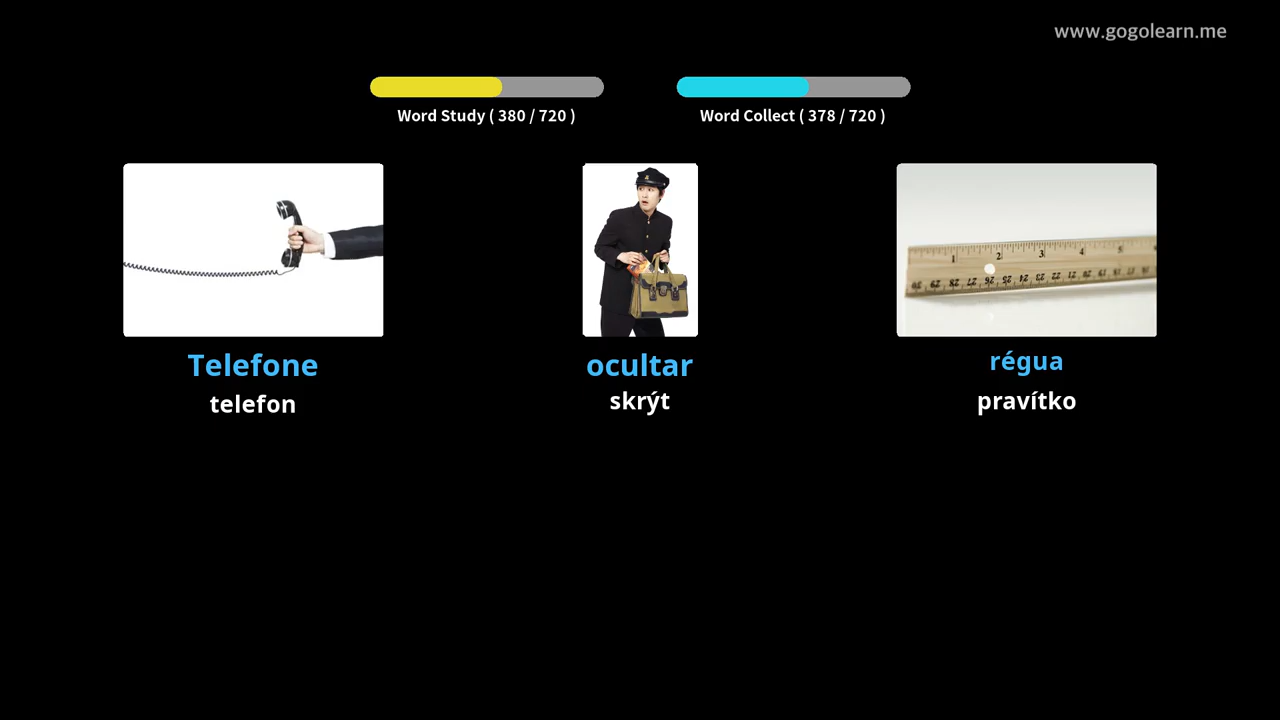 www.gogolearn.me
Word Study ( 380 / 720 )
Word Collect ( 378 / 720 )
Telefone
telefon
ocultar
skrýt
régua
pravítko